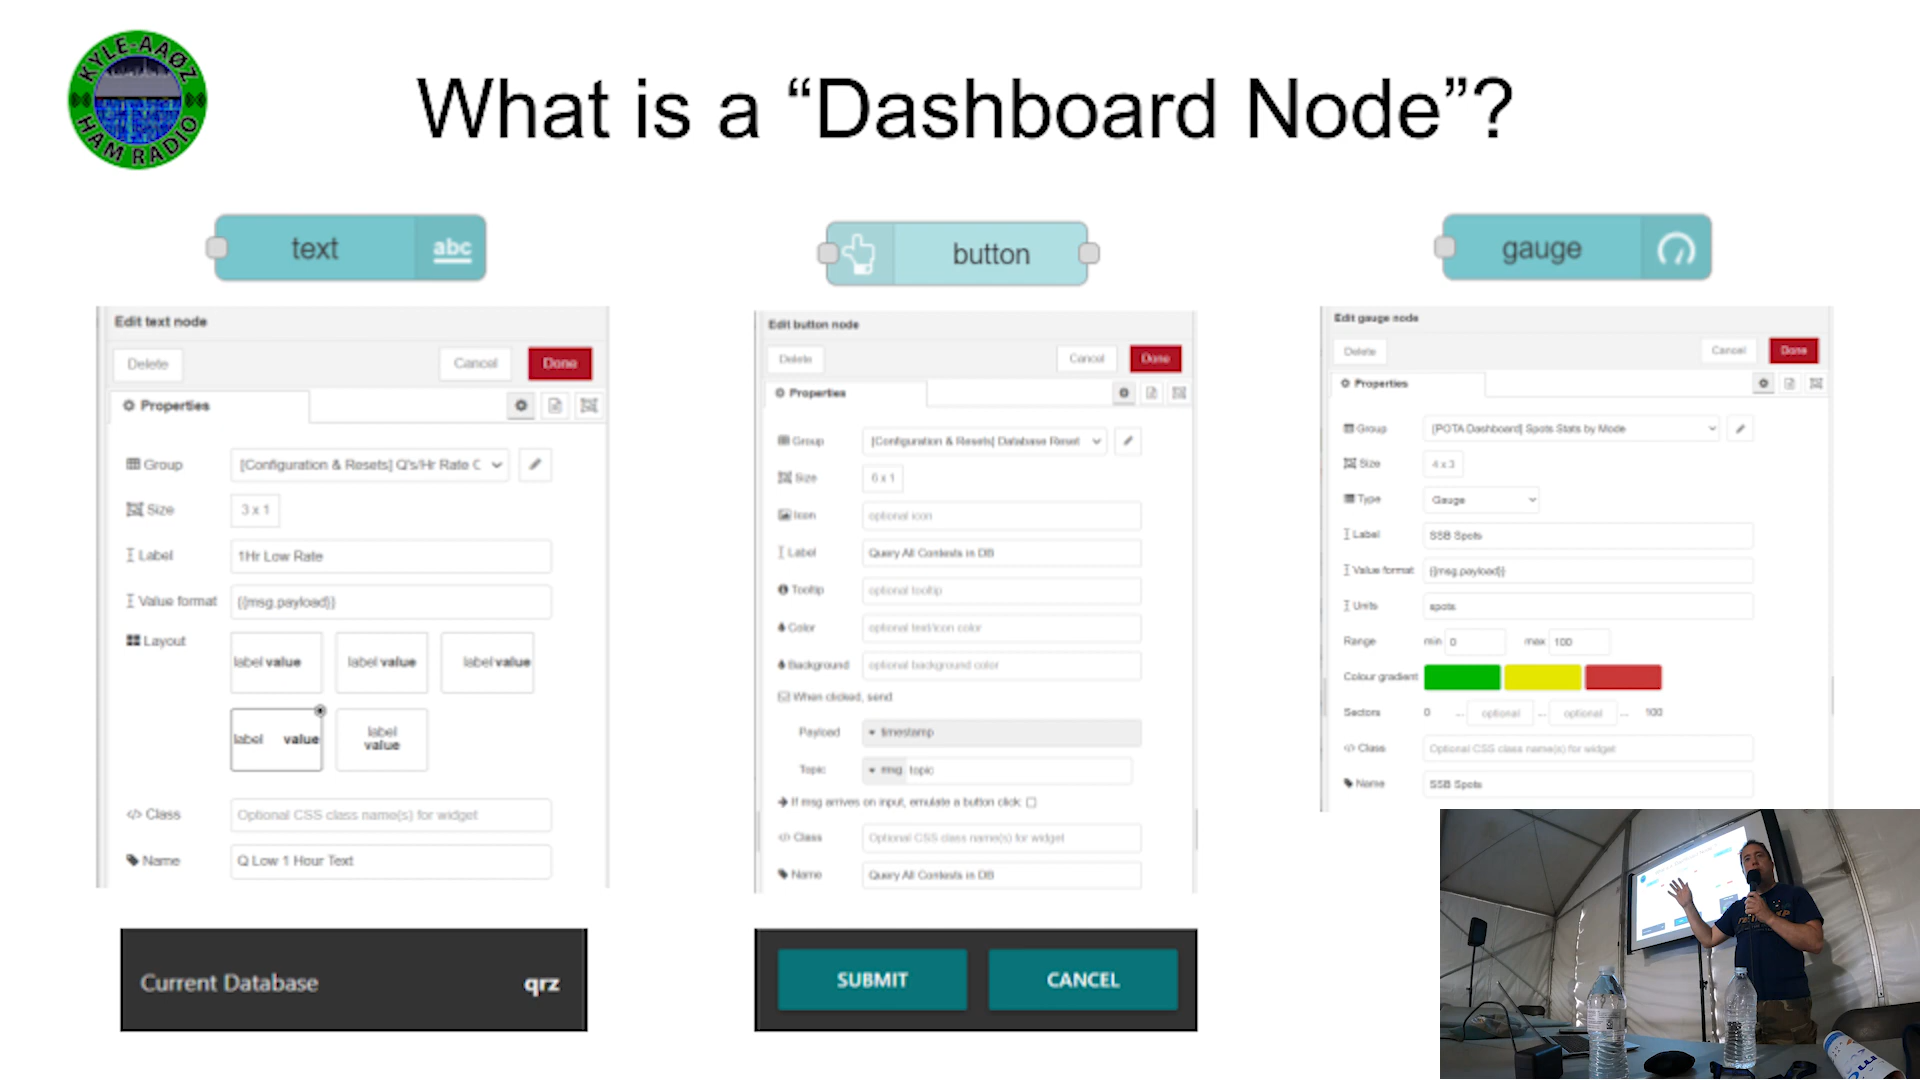 KYLE-AAØZ
HAM RADIO
What is a “Dashboard Node”?
text
abc
Edit text node
Delete
Cancel
Done
Properties
Group
[Configuration & Resets] Q's/Hr Rate C
Size
3 x 1
Label
1Hr Low Rate
Value format
{{msg.payload}}
Layout
label value
label value
label value
label value
label
value
Class
Optional CSS class name(s) for widget
Name
Q Low 1 Hour Text
Current Database
qrz
button
Edit button node
Delete
Cancel
Done
Properties
Group
[Configuration & Resets] Database Reset
Size
6 x 1
Icon
optional icon
Label
Query All Contests in DB
Tooltip
optional tooltip
Color
optional text/icon color
Background
optional background color
When clicked, send
Payload
timestamp
Topic
msg. topic
If msg arrives on input, emulate a button click:
Class
Optional CSS class name(s) for widget
Name
Query All Contests in DB
SUBMIT
CANCEL
gauge
Edit gauge node
Delete
Cancel
Done
Properties
Group
[POTA Dashboard] Spots Stats by Mode
Size
4 x 3
Type
Gauge
Label
SSB Spots
Value format
{{msg.payload}}
Units
spots
Range
min 0
max 100
Colour gradient
Sectors
0 ... optional ... optional ... 100
Class
Optional CSS class name(s) for widget
Name
SSB Spots